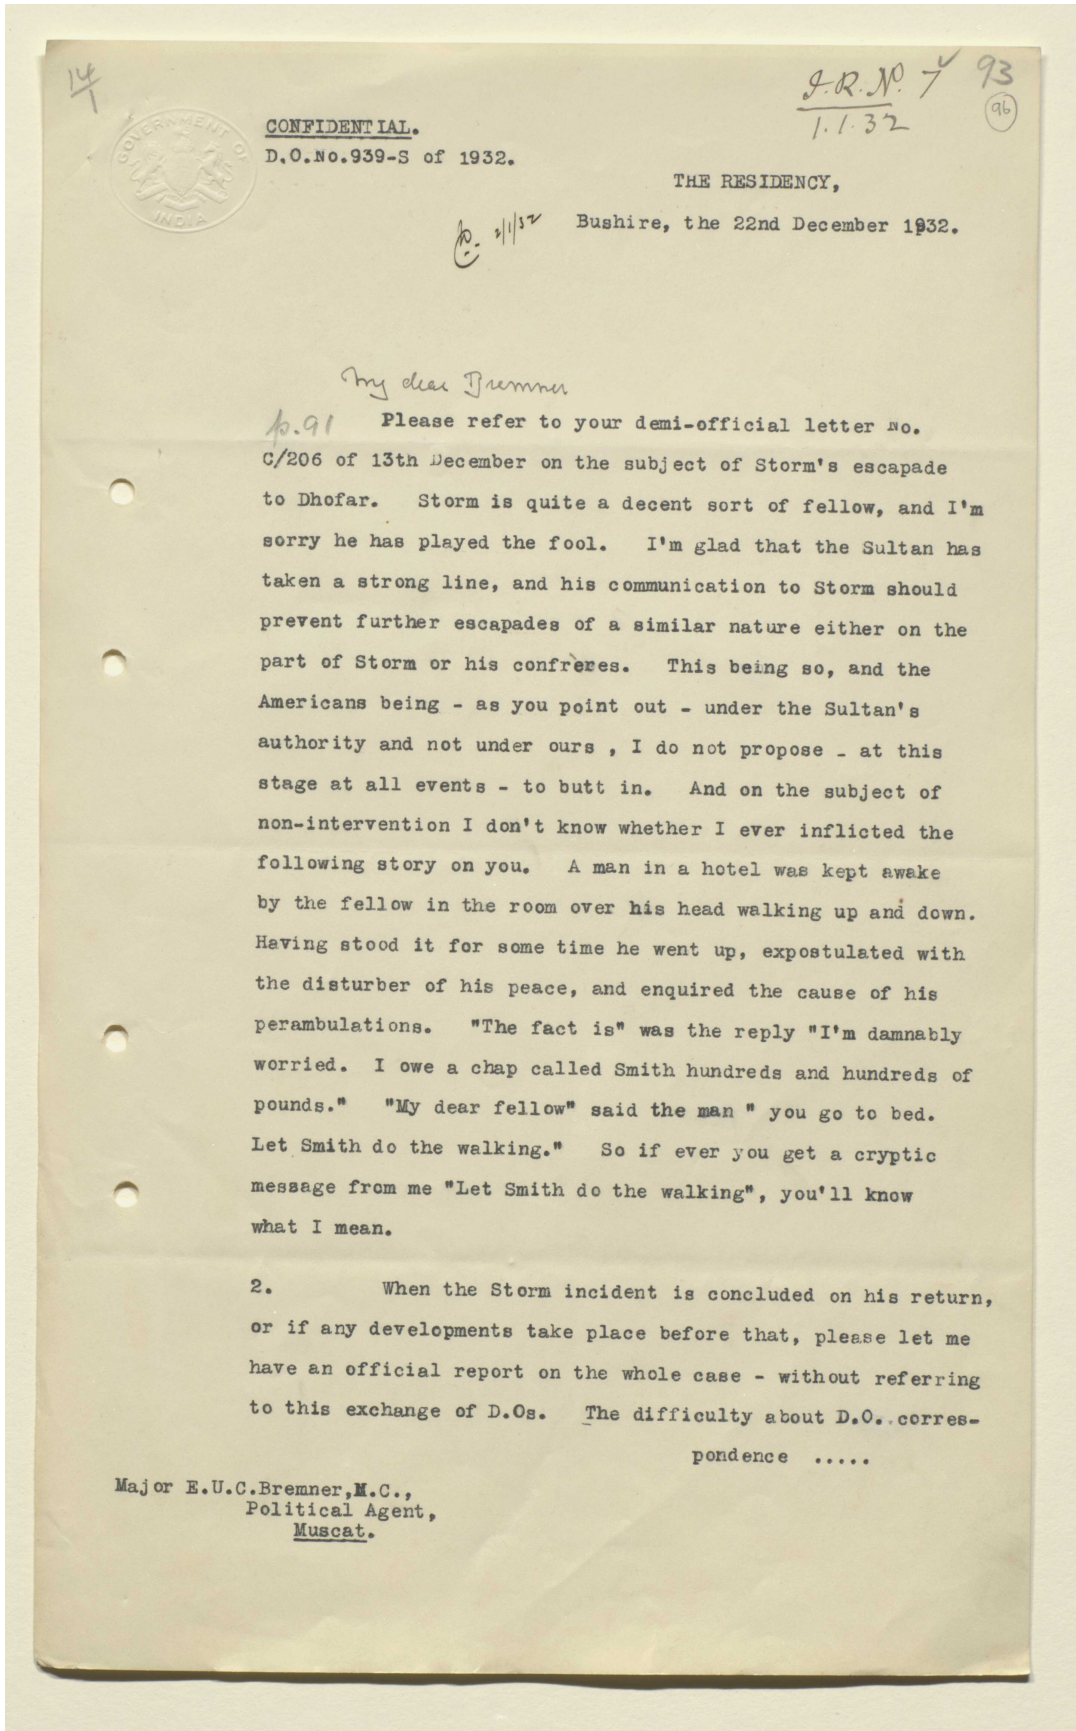 14
1
I.R.N. 7
1.1.32
93
96
GOVERNMENT OF
INDIA
CONFIDENTIAL.
D.O.No.939-S of 1932.
THE RESIDENCY,
2/1/32
Bushire, the 22nd December 1932.
My dear Bremner
p.91
Please refer to your demi-official letter No.
C/206 of 13th December on the subject of Storm's escapade
to Dhofar. Storm is quite a decent sort of fellow, and I'm
sorry he has played the fool. I'm glad that the Sultan has
taken a strong line, and his communication to Storm should
prevent further escapades of a similar nature either on the
part of Storm or his confrères. This being so, and the
Americans being - as you point out - under the Sultan's
authority and not under ours , I do not propose - at this
stage at all events - to butt in. And on the subject of
non-intervention I don't know whether I ever inflicted the
following story on you. A man in a hotel was kept awake
by the fellow in the room over his head walking up and down.
Having stood it for some time he went up, expostulated with
the disturber of his peace, and enquired the cause of his
perambulations. "The fact is" was the reply "I'm damnably
worried. I owe a chap called Smith hundreds and hundreds of
pounds." "My dear fellow" said the man " you go to bed.
Let Smith do the walking." So if ever you get a cryptic
message from me "Let Smith do the walking", you'll know
what I mean.
2. When the Storm incident is concluded on his return,
or if any developments take place before that, please let me
have an official report on the whole case - without referring
to this exchange of D.Os. The difficulty about D.O. corres-
pondence .....
Major E.U.C.Bremner,M.C.,
Political Agent,
Muscat.